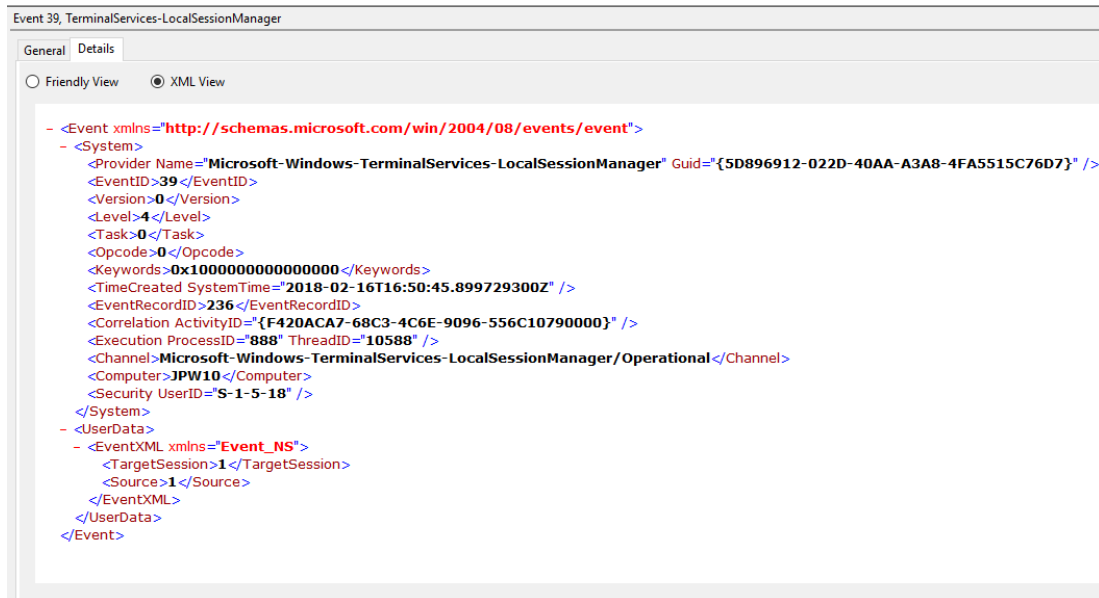 Event 39, TerminalServices-LocalSessionManager
General Details
Friendly View XML View
- <Event xmlns="http://schemas.microsoft.com/win/2004/08/events/event">
- <System>
<Provider Name="Microsoft-Windows-TerminalServices-LocalSessionManager" Guid="{5D896912-022D-40AA-A3A8-4FA5515C76D7}" />
<EventID>39</EventID>
<Version>0</Version>
<Level>4</Level>
<Task>0</Task>
<Opcode>0</Opcode>
<Keywords>0x1000000000000000</Keywords>
<TimeCreated SystemTime="2018-02-16T16:50:45.899729300Z" />
<EventRecordID>236</EventRecordID>
<Correlation ActivityID="{F420ACA7-68C3-4C6E-9096-556C10790000}" />
<Execution ProcessID="888" ThreadID="10588" />
<Channel>Microsoft-Windows-TerminalServices-LocalSessionManager/Operational</Channel>
<Computer>JPW10</Computer>
<Security UserID="S-1-5-18" />
</System>
- <UserData>
- <EventXML xmlns="Event_NS">
<TargetSession>1</TargetSession>
<Source>1</Source>
</EventXML>
</UserData>
</Event>